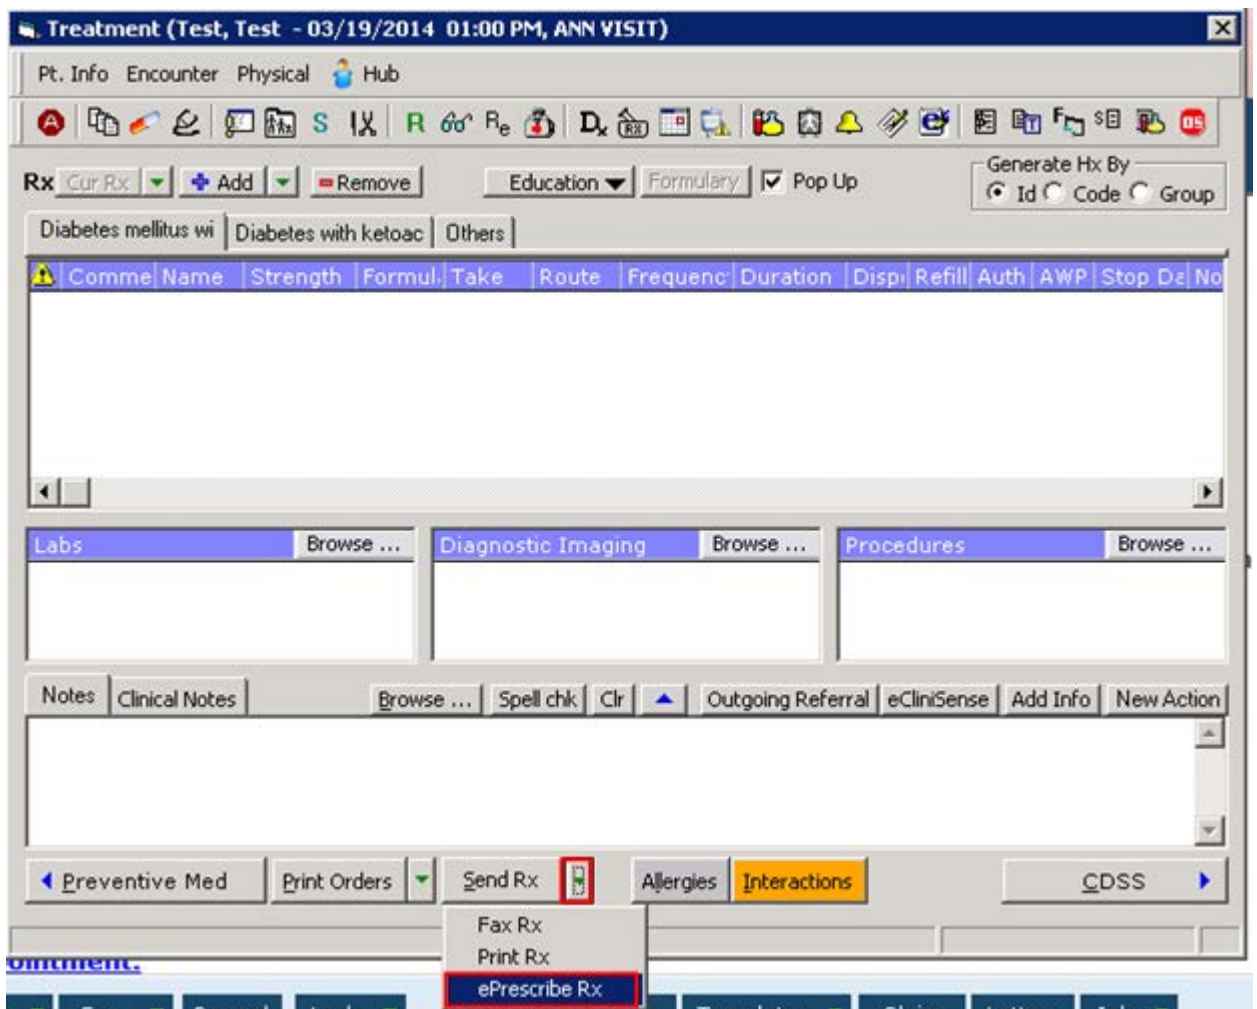 Treatment (Test, Test - 03/19/2014 01:00 PM, ANN VISIT)
Pt. Info Encounter Physical Hub
S R Re Dx
Rx Cur Rx Add Remove Education Formulary Pop Up
Generate Hx By
Id Code Group
Diabetes mellitus wi Diabetes with ketoac Others
Comme Name Strength Formul Take Route Frequenc Duration Disp Refill Auth AWP Stop Da No
Labs Browse ... Diagnostic Imaging Browse ... Procedures Browse ...
Notes Clinical Notes Browse ... Spell chk Clr Outgoing Referral eCliniSense Add Info New Action
Preventive Med Print Orders Send Rx Allergies Interactions CDSS
Fax Rx
Print Rx
ointment.
ePrescribe Rx